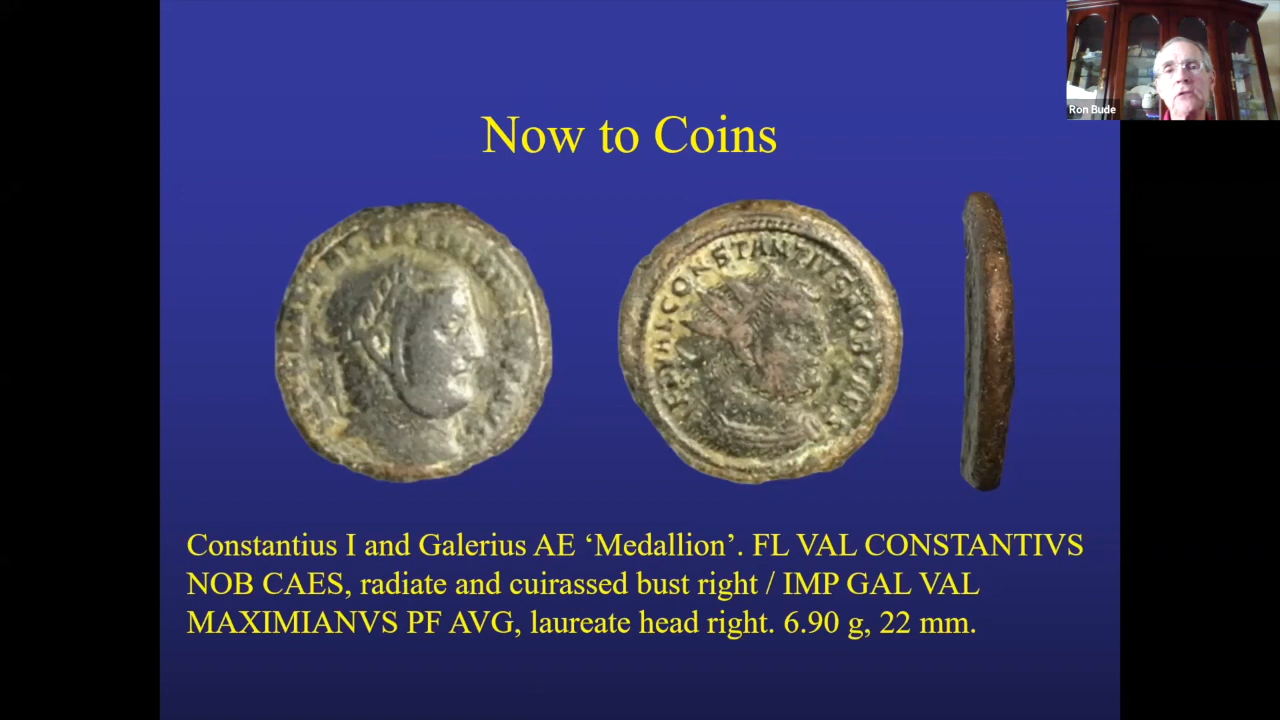 Ron Bude
Now to Coins
Constantius I and Galerius AE ‘Medallion’. FL VAL CONSTANTIVS
NOB CAES, radiate and cuirassed bust right / IMP GAL VAL
MAXIMIANVS PF AVG, laureate head right. 6.90 g, 22 mm.